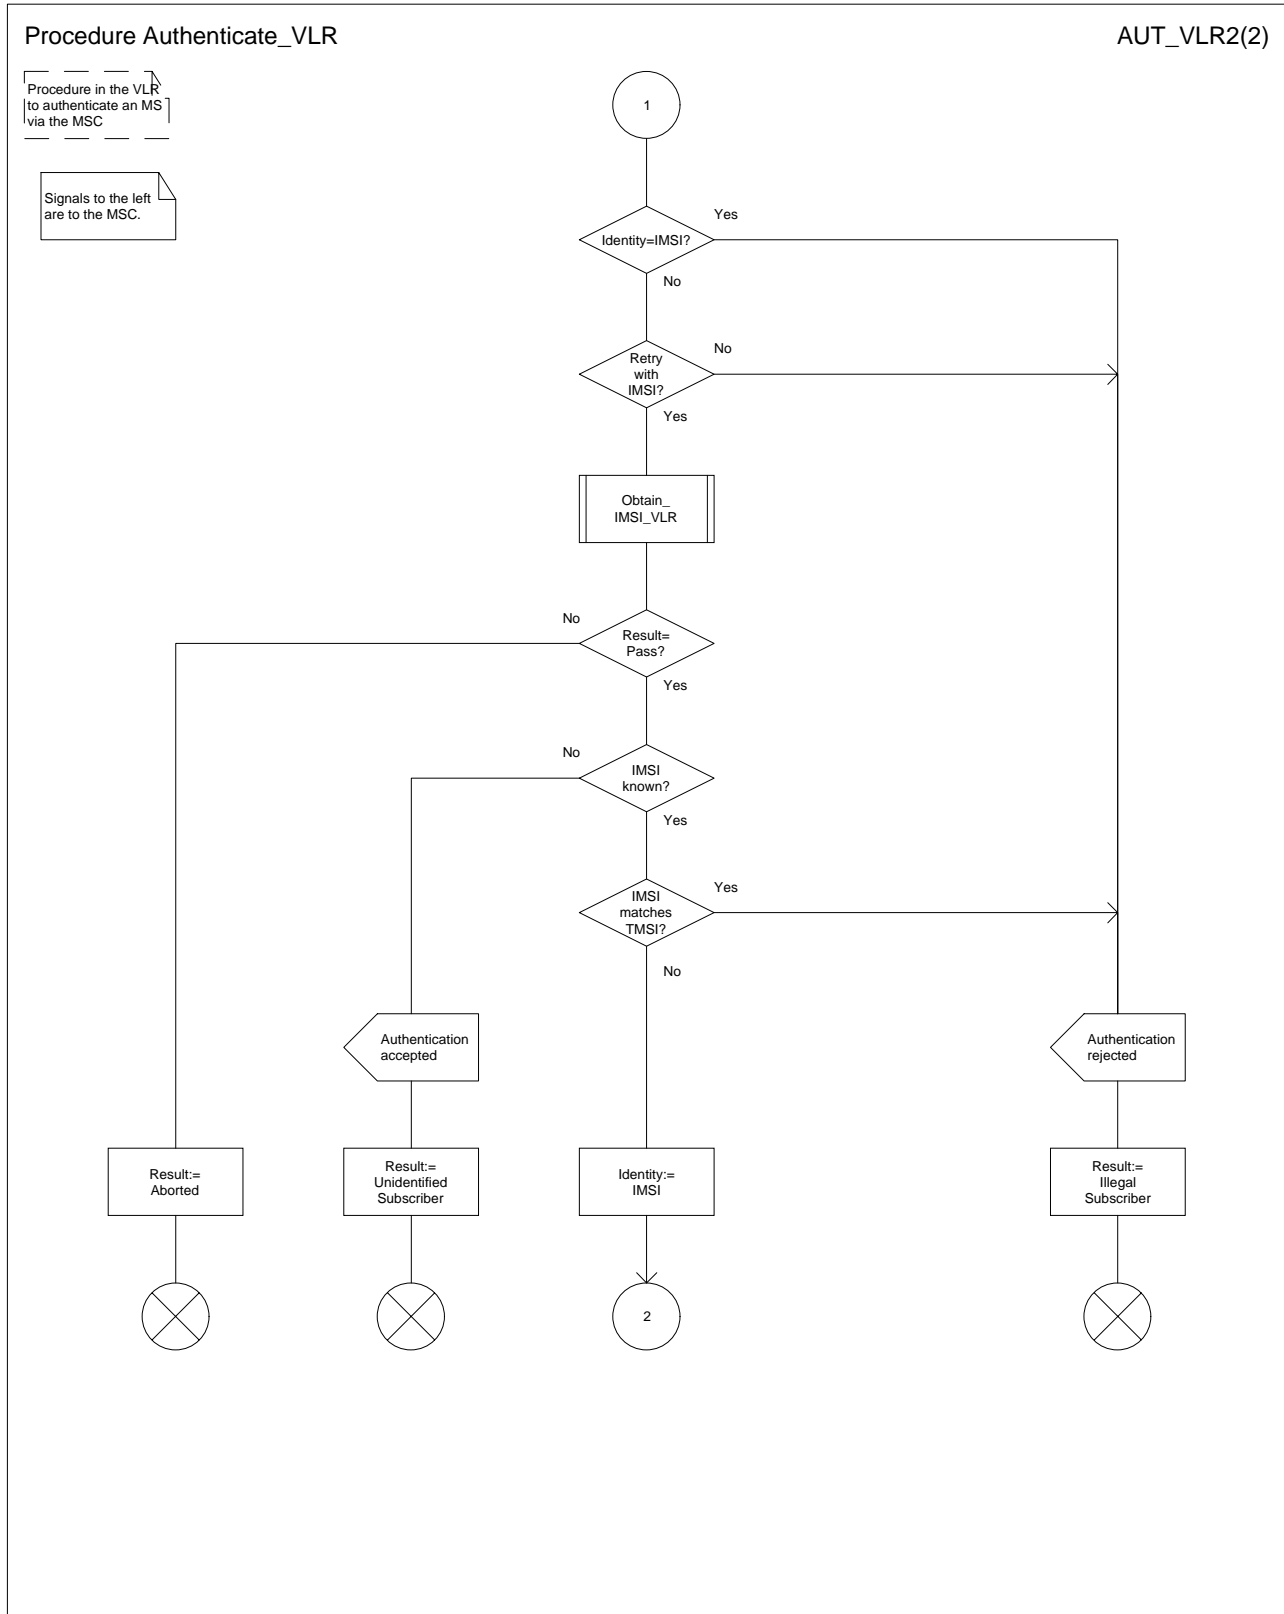 Procedure Authenticate_VLR
AUT_VLR2(2)
Procedure in the VLR
to authenticate an MS
via the MSC
Signals to the left
are to the MSC.
1
Yes
Identity=IMSI?
No
No
Retry
with
IMSI?
Yes
Obtain_
IMSI_VLR
No
Result=
Pass?
Yes
No
IMSI
known?
Yes
Yes
IMSI
matches
TMSI?
No
Authentication
accepted
Authentication
rejected
Result:=
Aborted
Result:=
Unidentified
Subscriber
Identity:=
IMSI
Result:=
Illegal
Subscriber
2